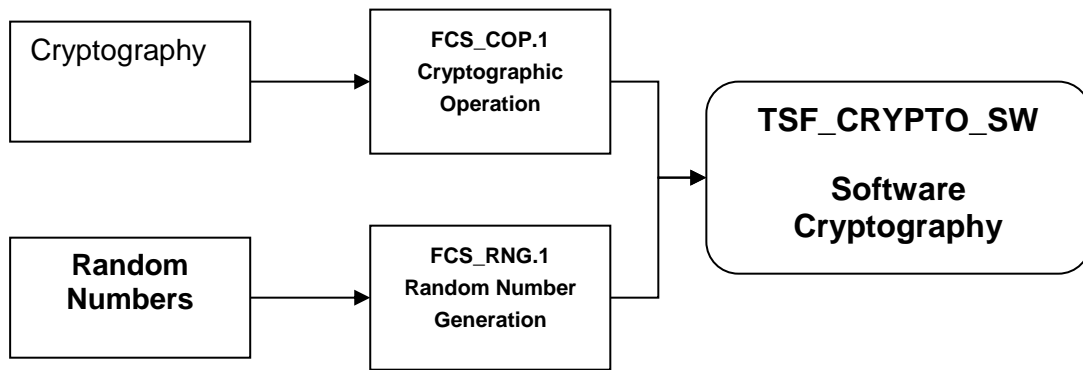 Cryptography
FCS_COP.1
Cryptographic
Operation
TSF_CRYPTO_SW
Software
Cryptography
Random
Numbers
FCS_RNG.1
Random Number
Generation